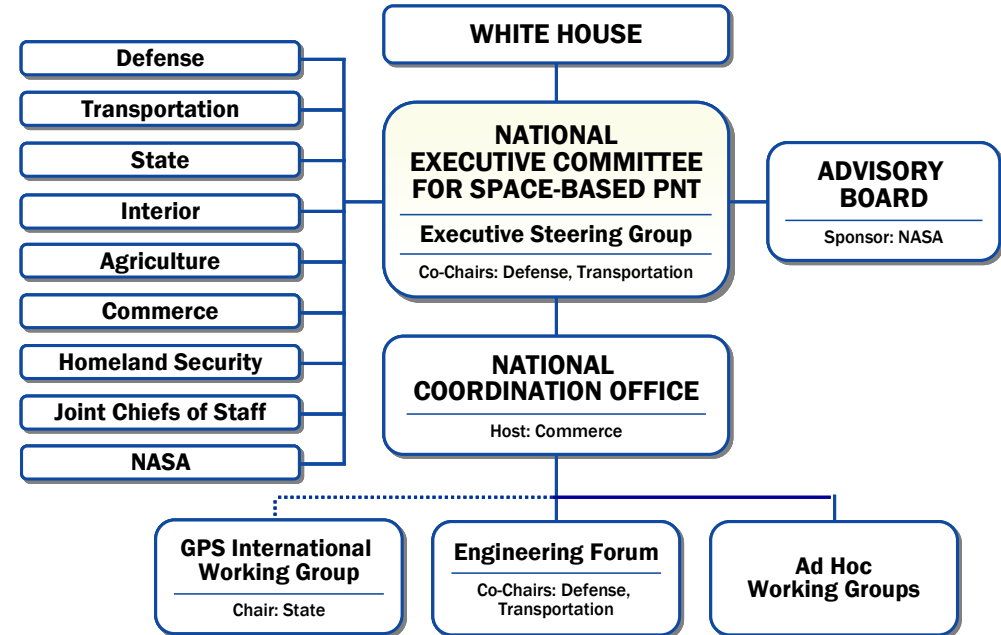 WHITE HOUSE
Defense
Transportation
State
Interior
Agriculture
Commerce
Homeland Security
Joint Chiefs of Staff
NASA
NATIONAL
EXECUTIVE COMMITTEE
FOR SPACE-BASED PNT
Executive Steering Group
Co-Chairs: Defense, Transportation
ADVISORY
BOARD
Sponsor: NASA
NATIONAL
COORDINATION OFFICE
Host: Commerce
GPS International
Working Group
Chair: State
Engineering Forum
Co-Chairs: Defense,
Transportation
Ad Hoc
Working Groups